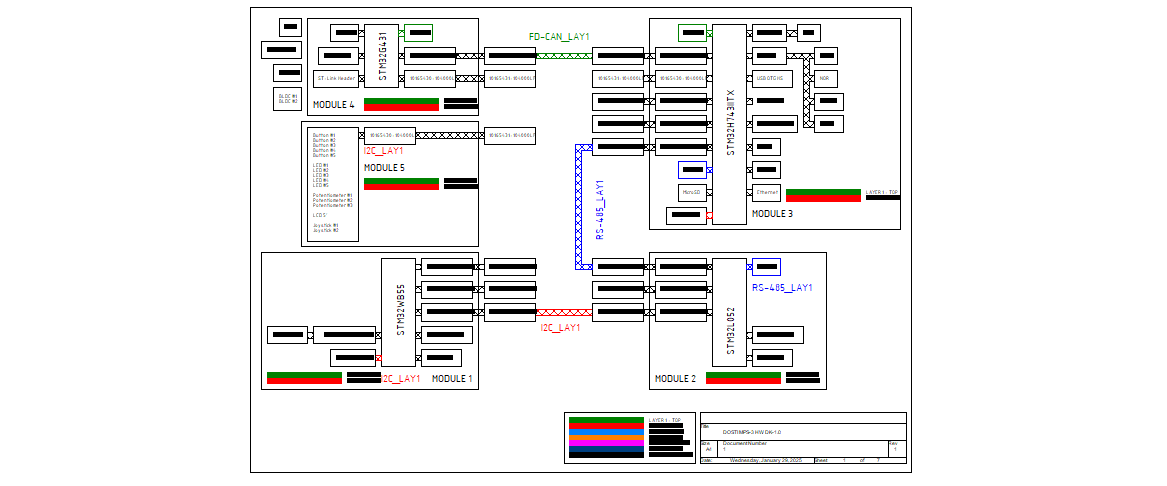 FD-CAN_LAY1
STM32G431
ST-Link Header
BLDC #1
BLDC #2
MODULE 4
STM32H743IITX
USB OTG HS
NOR
MicroSD
Ethernet
LAYER 1 - TOP
MODULE 3
Button #1
Button #2
Button #3
Button #4
Button #5
LED #1
LED #2
LED #3
LED #4
LED #5
Potentiometer #1
Potentiometer #2
Potentiometer #3
Joystick #1
Joystick #2
I2C_LAY1
MODULE 5
RS-485_LAY1
STM32WB55
I2C_LAY1
MODULE 1
I2C_LAY1
STM32L052
RS-485_LAY1
MODULE 2
LAYER 1 - TOP
Title
DOSTIMPS-3 HW DK-1.0
Size
Document Number
Rev
1
1
Date:
Wednesday, January 29, 2025
Sheet
1
of
7